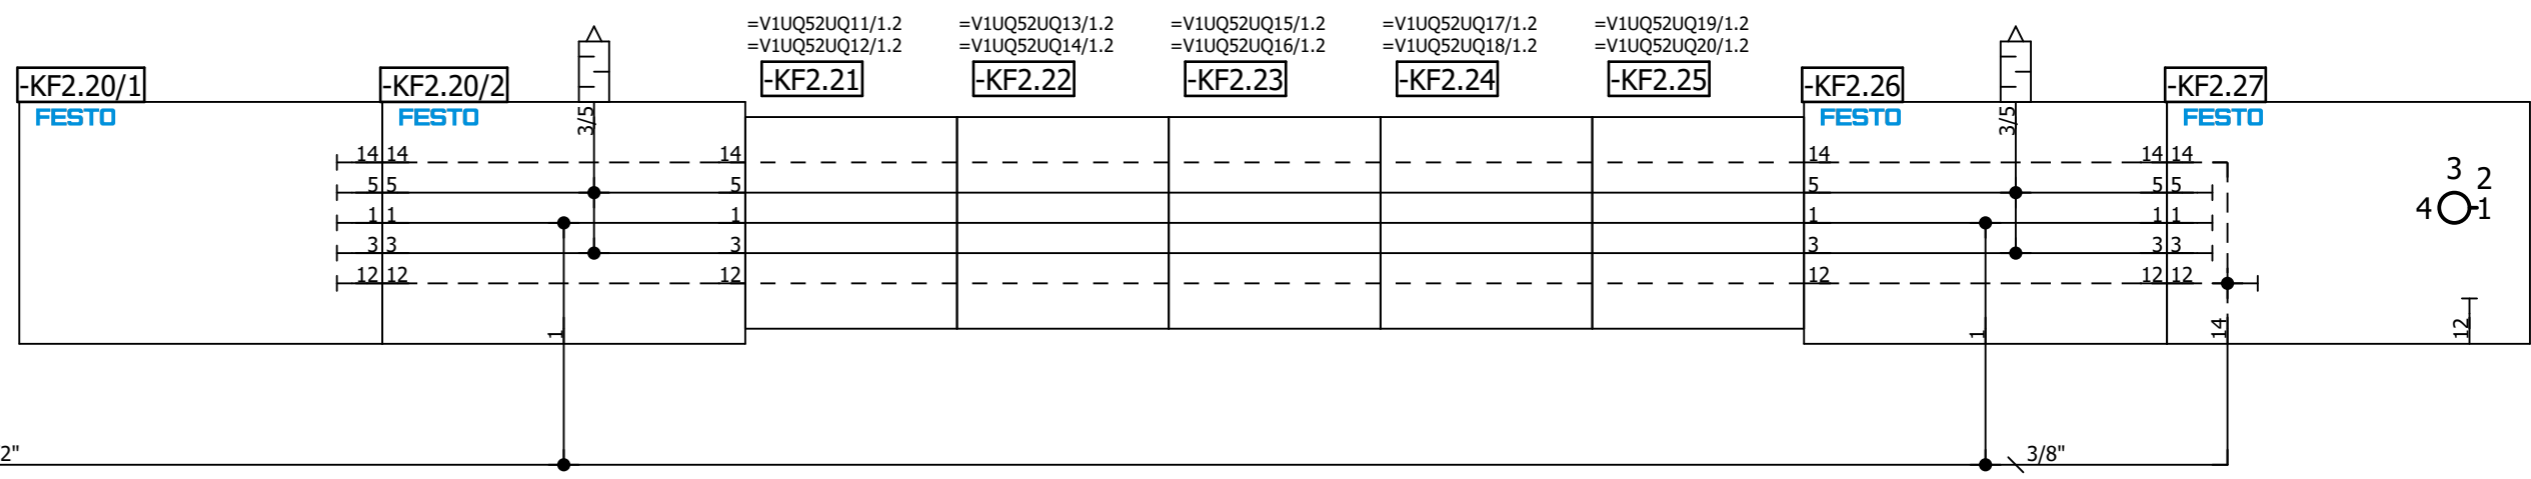 =V1UQ52UQ11/1.2 =V1UQ52UQ13/1.2 =V1UQ52UQ15/1.2 =V1UQ52UQ17/1.2 =V1UQ52UQ19/1.2
=V1UQ52UQ12/1.2 =V1UQ52UQ14/1.2 =V1UQ52UQ16/1.2 =V1UQ52UQ18/1.2 =V1UQ52UQ20/1.2
-KF2.20/1 -KF2.20/2 -KF2.21 -KF2.22 -KF2.23 -KF2.24 -KF2.25 -KF2.26 -KF2.27
FESTO FESTO FESTO FESTO
3/5 3/5
14 14 14 14 14 14
5 5 5 5 5 5
1 1 1 1 1 1
3 3 3 3 3 3
12 12 12 12 12 12
3 2
4 1
1 1 14 12
2" 3/8"